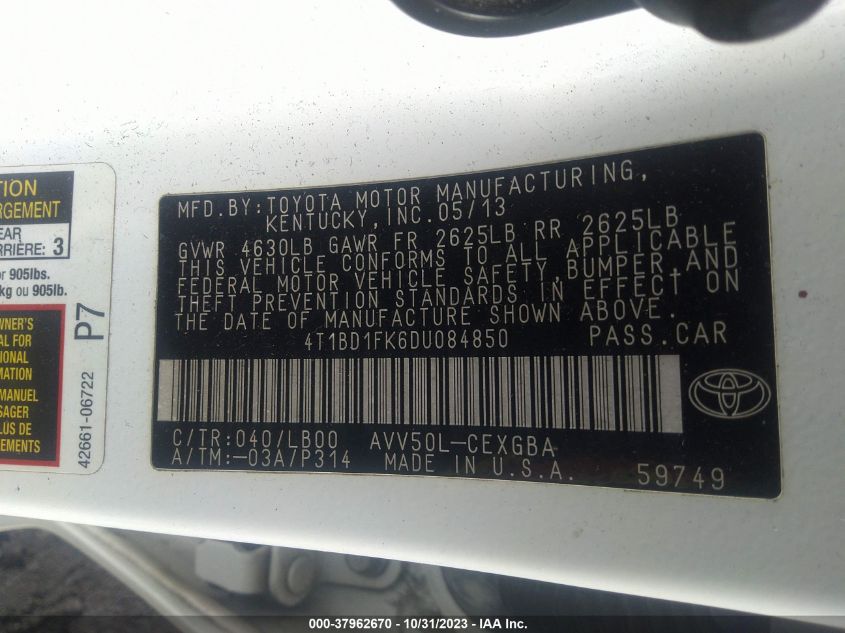 TION
RGEMENT
EAR
RRIÈRE: 3
or 905lbs.
kg ou 905lb.
P7
WNER'S
AL FOR
IONAL
RMATION
MANUEL
SAGER
LUS DE
EMENTS
42661-06722
MFD.BY:TOYOTA MOTOR MANUFACTURING,
KENTUCKY,INC.05/13
GVWR 4630LB GAWR FR 2625LB RR 2625LB
THIS VEHICLE CONFORMS TO ALL APPLICABLE
FEDERAL MOTOR VEHICLE SAFETY,BUMPER,AND
THEFT PREVENTION STANDARDS IN EFFECT ON
THE DATE OF MANUFACTURE SHOWN ABOVE.
4T1BD1FK6DU084850 PASS.CAR
C/TR:040/LB00 AVV50L-CEXGBA
A/TM:-03A/P314 MADE IN U.S.A. 59749
000-37962670 - 10/31/2023 - IAA Inc.